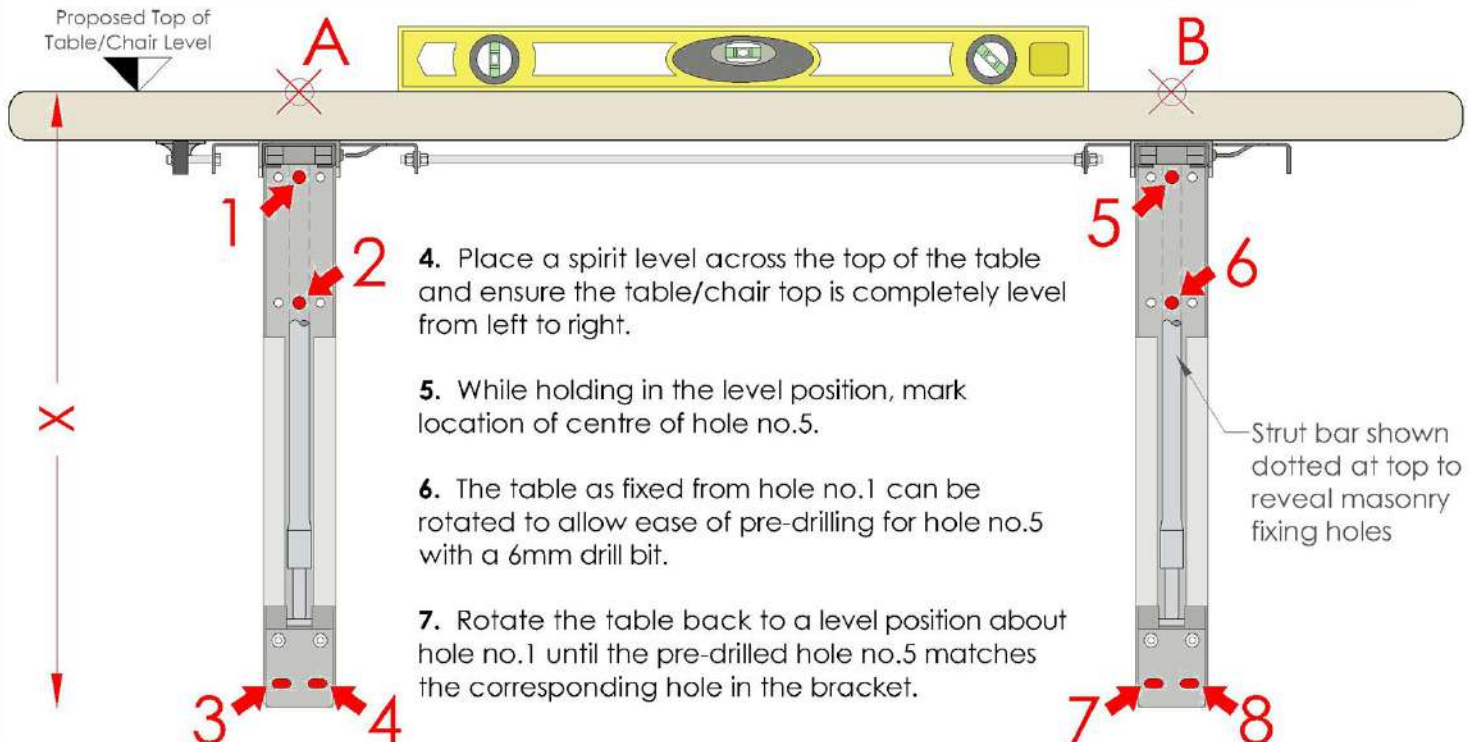 Proposed Top of
Table/Chair Level
A
B
1
5
2
6
4. Place a spirit level across the top of the table
and ensure the table/chair top is completely level
from left to right.
5. While holding in the level position, mark
location of centre of hole no.5.
X
Strut bar shown
dotted at top to
reveal masonry
fixing holes
6. The table as fixed from hole no.1 can be
rotated to allow ease of pre-drilling for hole no.5
with a 6mm drill bit.
7. Rotate the table back to a level position about
hole no.1 until the pre-drilled hole no.5 matches
the corresponding hole in the bracket.
3
4
7
8